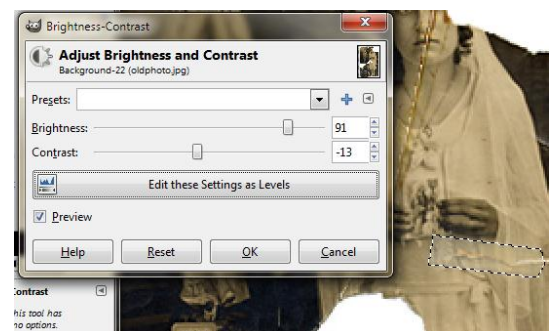 Brightness-Contrast
Adjust Brightness and Contrast
Background-22 (oldphoto.jpg)
Presets:
Brightness: 91
Contrast: -13
Edit these Settings as Levels
Preview
Help Reset OK Cancel
ontrast
his tool has
no options.